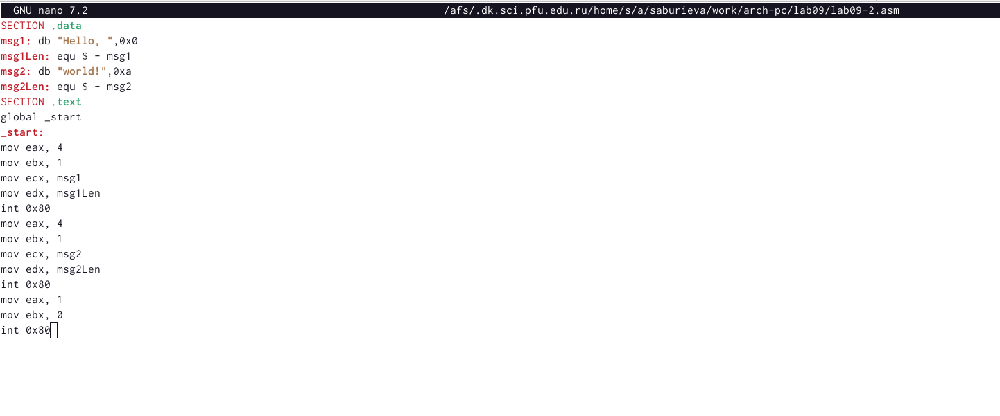 GNU nano 7.2 /afs/.dk.sci.pfu.edu.ru/home/s/a/saburieva/work/arch-pc/lab09/lab09-2.asm
SECTION .data
msg1: db "Hello, ",0x0
msg1Len: equ $ - msg1
msg2: db "world!",0xa
msg2Len: equ $ - msg2
SECTION .text
global _start
_start:
mov eax, 4
mov ebx, 1
mov ecx, msg1
mov edx, msg1Len
int 0x80
mov eax, 4
mov ebx, 1
mov ecx, msg2
mov edx, msg2Len
int 0x80
mov eax, 1
mov ebx, 0
int 0x80